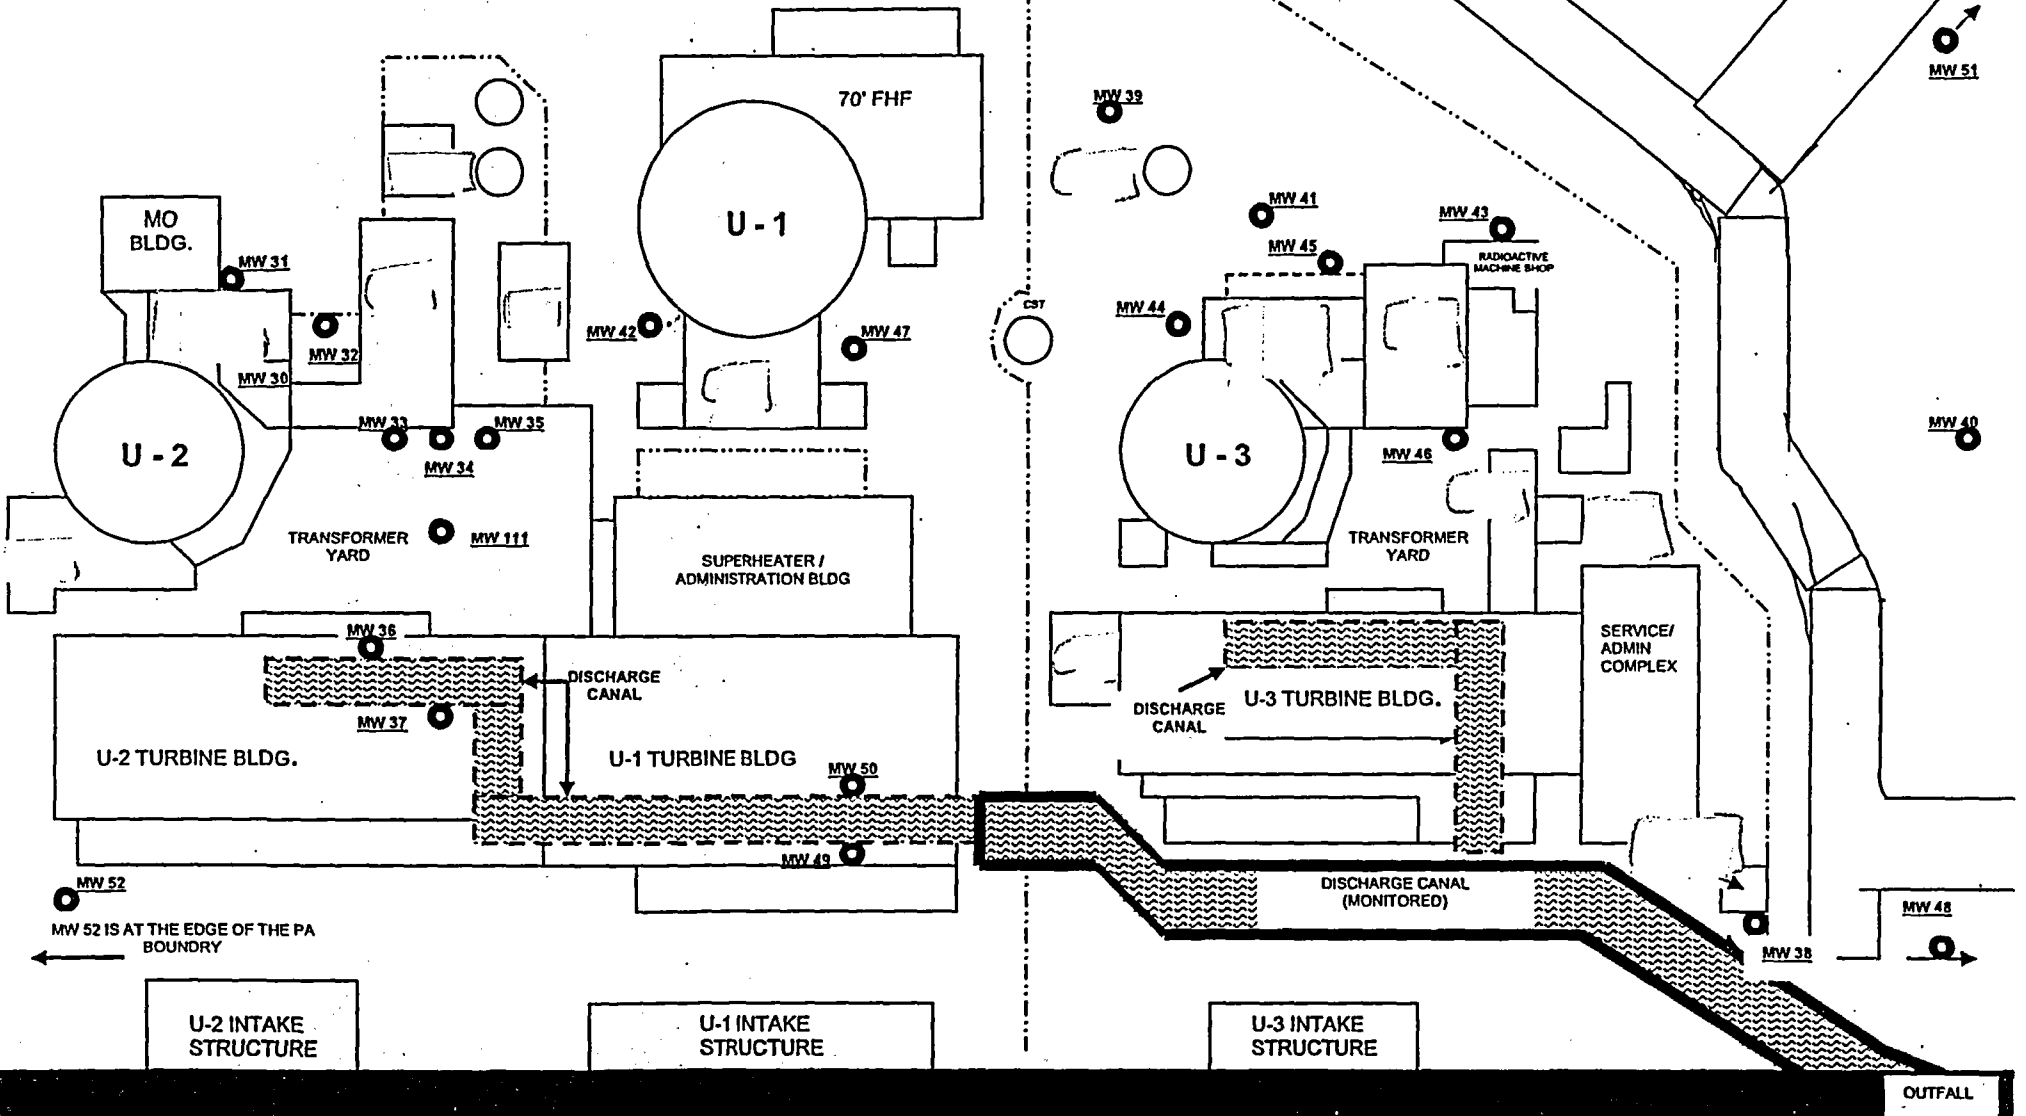 70' FHF
MW 39
MW 51
U - 1
MO
BLDG.
MW 31
MW 41
MW 43
MW 45
RADIOACTIVE
MACHINE SHOP
CST
MW 42
MW 47
MW 44
MW 32
MW 30
MW 33
MW 35
MW 34
U - 2
U - 3
MW 46
MW 40
TRANSFORMER
YARD
MW 111
SUPERHEATER /
ADMINISTRATION BLDG
TRANSFORMER
YARD
MW 36
DISCHARGE
CANAL
MW 37
U-2 TURBINE BLDG.
U-1 TURBINE BLDG
MW 50
MW 49
DISCHARGE
CANAL
U-3 TURBINE BLDG.
SERVICE/
ADMIN
COMPLEX
DISCHARGE CANAL
(MONITORED)
MW 52
MW 52 IS AT THE EDGE OF THE PA
BOUNDRY
MW 48
MW 38
U-2 INTAKE
STRUCTURE
U-1 INTAKE
STRUCTURE
U-3 INTAKE
STRUCTURE
OUTFALL